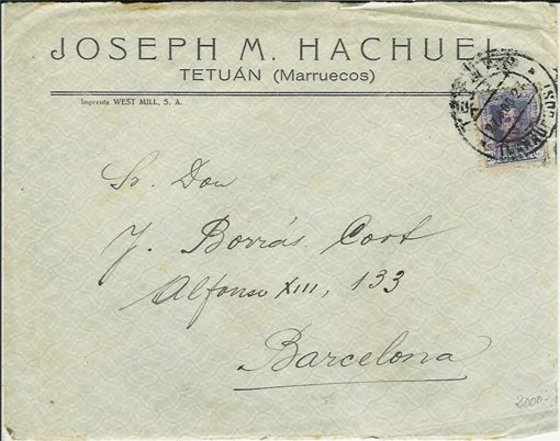 JOSEPH M. HACHUEL
TETUÁN (Marruecos)
Imprenta WEST MILL, S. A.
Sr. Don
J. Borrás Cort
Alfonso XIII, 133
Barcelona
2000-